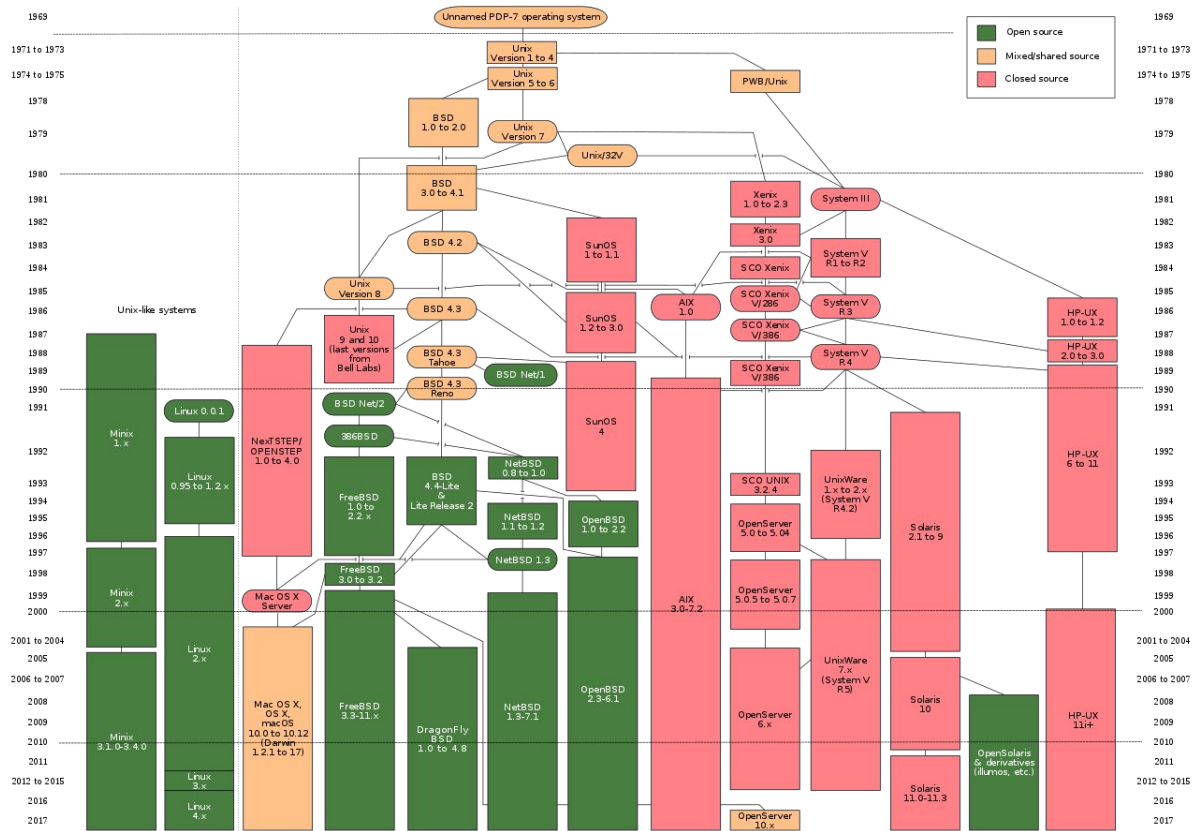 Unnamed PDP-7 operating system
1969
1969
Open source
Mixed/shared source
Closed source
1971 to 1973
Unix
Version 1 to 4
1971 to 1973
1974 to 1975
Unix
Version 5 to 6
PWB/Unix
1974 to 1975
1978
BSD
1.0 to 2.0
1978
1979
Unix
Version 7
1979
Unix/32V
1980
1980
BSD
3.0 to 4.1
Xenix
1.0 to 2.3
System III
1981
1981
1982
1982
Xenix
3.0
BSD 4.2
SunOS
1 to 1.1
System V
R1 to R2
1983
1983
SCO Xenix
1984
1984
Unix
Version 8
SCO Xenix
V/286
1985
1985
AIX
1.0
System V
R3
HP-UX
1.0 to 1.2
Unix-like systems
BSD 4.3
1986
1986
SunOS
1.2 to 3.0
Unix
9 and 10
(last versions
from
Bell Labs)
SCO Xenix
V/386
1987
1987
HP-UX
2.0 to 3.0
BSD 4.3
Tahoe
System V
R4
1988
1988
BSD Net/1
SCO Xenix
V/386
1989
1989
BSD 4.3
Reno
1990
1990
BSD Net/2
Linux 0.0.1
1991
1991
SunOS
4
Minix
1.x
386BSD
NexTSTEP/
OPENSTEP
1.0 to 4.0
1992
1992
HP-UX
6 to 11
Linux
0.95 to 1.2.x
NetBSD
0.8 to 1.0
BSD
4.4-Lite
&
Lite Release 2
SCO UNIX
3.2.4
UnixWare
1.x to 2.x
(System V
R4.2)
1993
1993
FreeBSD
1.0 to
2.2.x
1994
1994
NetBSD
1.1 to 1.2
OpenBSD
1.0 to 2.2
OpenServer
5.0 to 5.04
Solaris
2.1 to 9
1995
1995
1996
1996
1997
1997
NetBSD 1.3
FreeBSD
3.0 to 3.2
1998
1998
Minix
2.x
Mac OS X
Server
AIX
3.0-7.2
OpenServer
5.0.5 to 5.0.7
1999
1999
2000
2000
2001 to 2004
2001 to 2004
Linux
2.x
2005
2005
UnixWare
7.x
(System V
R5)
2006 to 2007
2006 to 2007
OpenBSD
2.3-6.1
OpenServer
6.x
Solaris
10
2008
2008
Mac OS X,
OS X,
macOS
10.0 to 10.12
(Darwin
1.2.1 to 17)
FreeBSD
3.3-11.x
NetBSD
1.3-7.1
HP-UX
11i+
2009
2009
DragonFly
BSD
1.0 to 4.8
Minix
3.1.0-3.4.0
2010
2010
OpenSolaris
& derivatives
(illumos, etc.)
2011
2011
Linux
3.x
2012 to 2015
2012 to 2015
Solaris
11.0-11.3
2016
2016
Linux
4.x
OpenServer
10.x
2017
2017